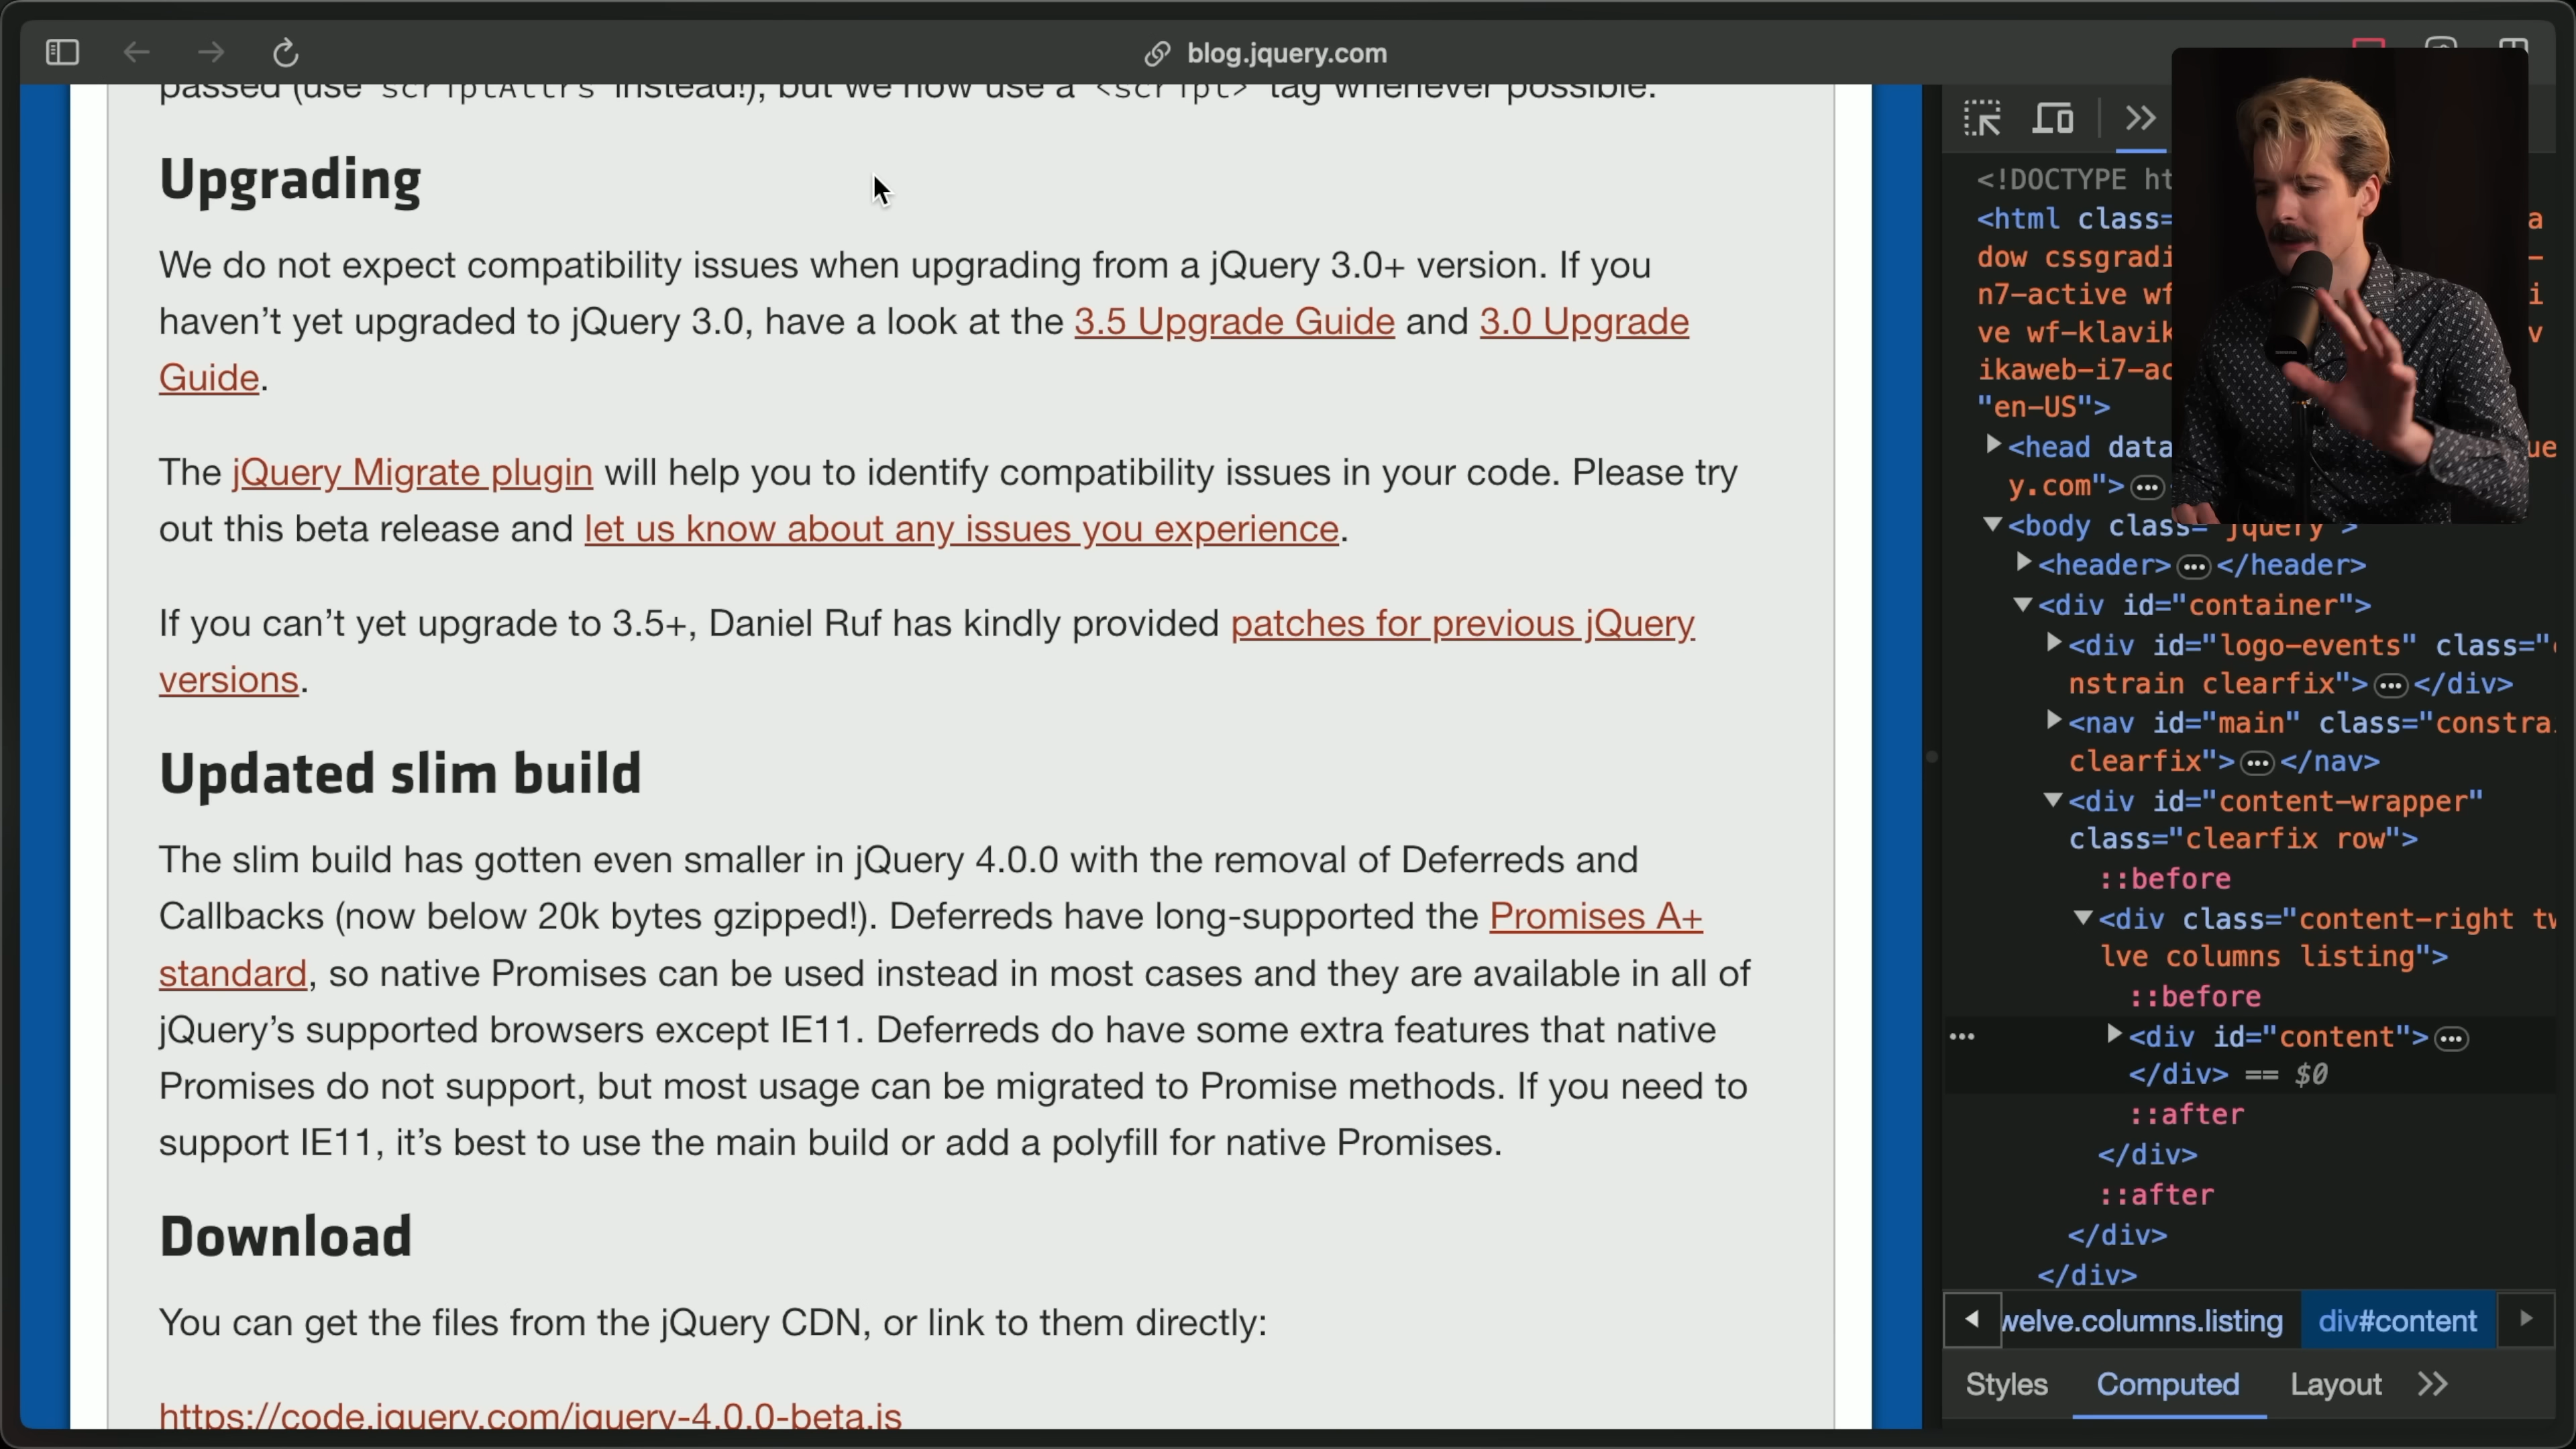 blog.jquery.com
passed (use scriptAttrs instead!), but we now use a <script> tag whenever possible.
Upgrading
We do not expect compatibility issues when upgrading from a jQuery 3.0+ version. If you
haven’t yet upgraded to jQuery 3.0, have a look at the 3.5 Upgrade Guide and 3.0 Upgrade
Guide.
The jQuery Migrate plugin will help you to identify compatibility issues in your code. Please try
out this beta release and let us know about any issues you experience.
If you can’t yet upgrade to 3.5+, Daniel Ruf has kindly provided patches for previous jQuery
versions.
Updated slim build
The slim build has gotten even smaller in jQuery 4.0.0 with the removal of Deferreds and
Callbacks (now below 20k bytes gzipped!). Deferreds have long-supported the Promises A+
standard, so native Promises can be used instead in most cases and they are available in all of
jQuery’s supported browsers except IE11. Deferreds do have some extra features that native
Promises do not support, but most usage can be migrated to Promise methods. If you need to
support IE11, it’s best to use the main build or add a polyfill for native Promises.
Download
You can get the files from the jQuery CDN, or link to them directly:
https://code.jquery.com/jquery-4.0.0-beta.js
<!DOCTYPE ht
<html class= a
dow cssgradi -
n7-active wf i
ve wf-klavik v
ikaweb-i7-ac
"en-US">
<head data ue
y.com"> …
<body class="jquery">
<header> … </header>
<div id="container">
<div id="logo-events" class="c
nstrain clearfix"> … </div>
<nav id="main" class="constra
clearfix"> … </nav>
<div id="content-wrapper"
class="clearfix row">
::before
<div class="content-right tw
lve columns listing">
::before
<div id="content"> …
</div> == $0
::after
</div>
::after
</div>
</div>
welve.columns.listing div#content
Styles Computed Layout